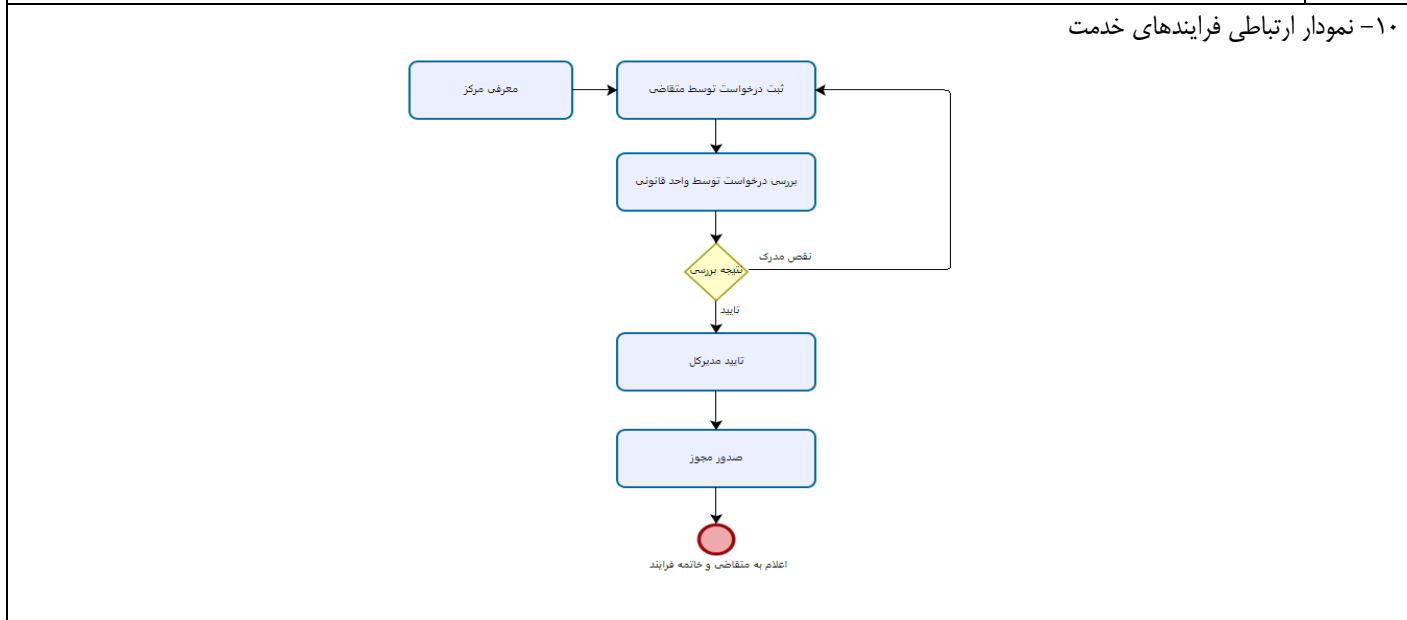 ۱۰- نمودار ارتباطی فرایندهای خدمت
معرفی مرکز
ثبت درخواست توسط متقاضی
بررسی درخواست توسط واحد قانونی
نتیجه بررسی
نقص مدرک
تایید
تایید مدیرکل
صدور مجوز
اعلام به متقاضی و خاتمه فرایند